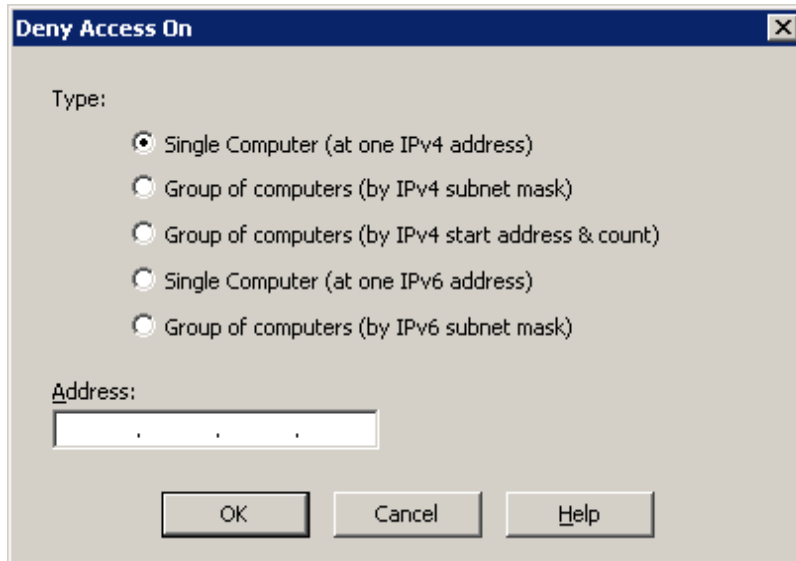 Deny Access On
Type:
Single Computer (at one IPv4 address)
Group of computers (by IPv4 subnet mask)
Group of computers (by IPv4 start address & count)
Single Computer (at one IPv6 address)
Group of computers (by IPv6 subnet mask)
Address:
. . .
OK Cancel Help